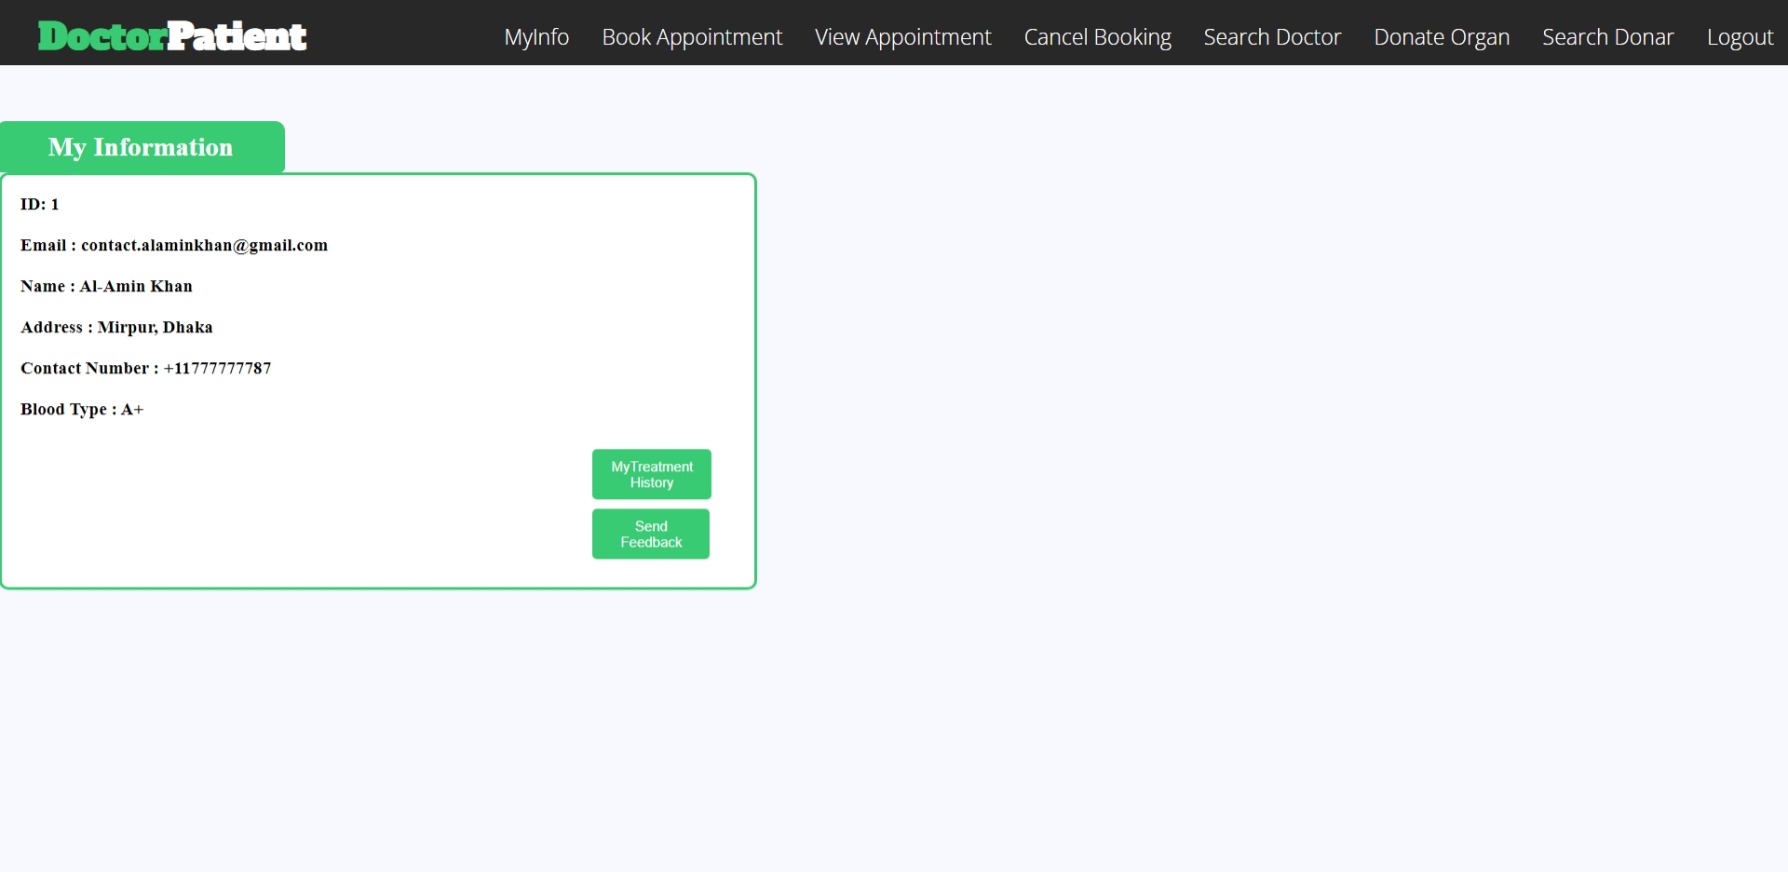 DoctorPatient MyInfo Book Appointment View Appointment Cancel Booking Search Doctor Donate Organ Search Donar Logout
My Information
ID: 1
Email : contact.alaminkhan@gmail.com
Name : Al-Amin Khan
Address : Mirpur, Dhaka
Contact Number : +11777777787
Blood Type : A+
MyTreatment
History
Send
Feedback